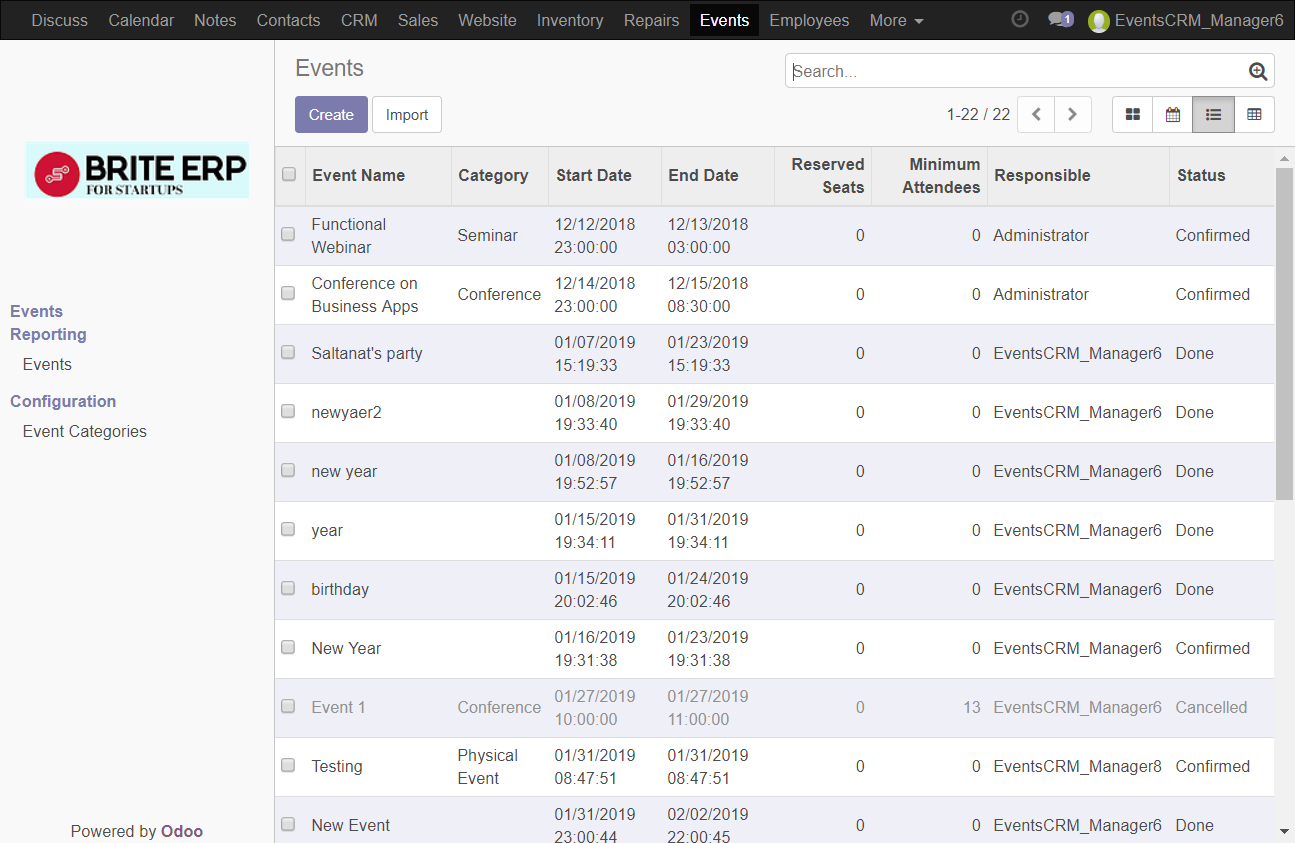 Discuss Calendar Notes Contacts CRM Sales Website Inventory Repairs Events Employees More 1 EventsCRM_Manager6
Events
Search...
Create Import
1-22 / 22
BRITE ERP
FOR STARTUPS
Events
Reporting
Events
Configuration
Event Categories
Powered by Odoo
Event Name Category Start Date End Date Reserved Seats Minimum Attendees Responsible Status
Functional Webinar Seminar 12/12/2018 23:00:00 12/13/2018 03:00:00 0 0 Administrator Confirmed
Conference on Business Apps Conference 12/14/2018 23:00:00 12/15/2018 08:30:00 0 0 Administrator Confirmed
Saltanat's party 01/07/2019 15:19:33 01/23/2019 15:19:33 0 0 EventsCRM_Manager6 Done
newyaer2 01/08/2019 19:33:40 01/29/2019 19:33:40 0 0 EventsCRM_Manager6 Done
new year 01/08/2019 19:52:57 01/16/2019 19:52:57 0 0 EventsCRM_Manager6 Done
year 01/15/2019 19:34:11 01/31/2019 19:34:11 0 0 EventsCRM_Manager6 Done
birthday 01/15/2019 20:02:46 01/24/2019 20:02:46 0 0 EventsCRM_Manager6 Done
New Year 01/16/2019 19:31:38 01/23/2019 19:31:38 0 0 EventsCRM_Manager6 Confirmed
Event 1 Conference 01/27/2019 10:00:00 01/27/2019 11:00:00 0 13 EventsCRM_Manager6 Cancelled
Testing Physical Event 01/31/2019 08:47:51 01/31/2019 08:47:51 0 0 EventsCRM_Manager8 Confirmed
New Event 01/31/2019 23:00:44 02/02/2019 22:00:45 0 0 EventsCRM_Manager6 Done